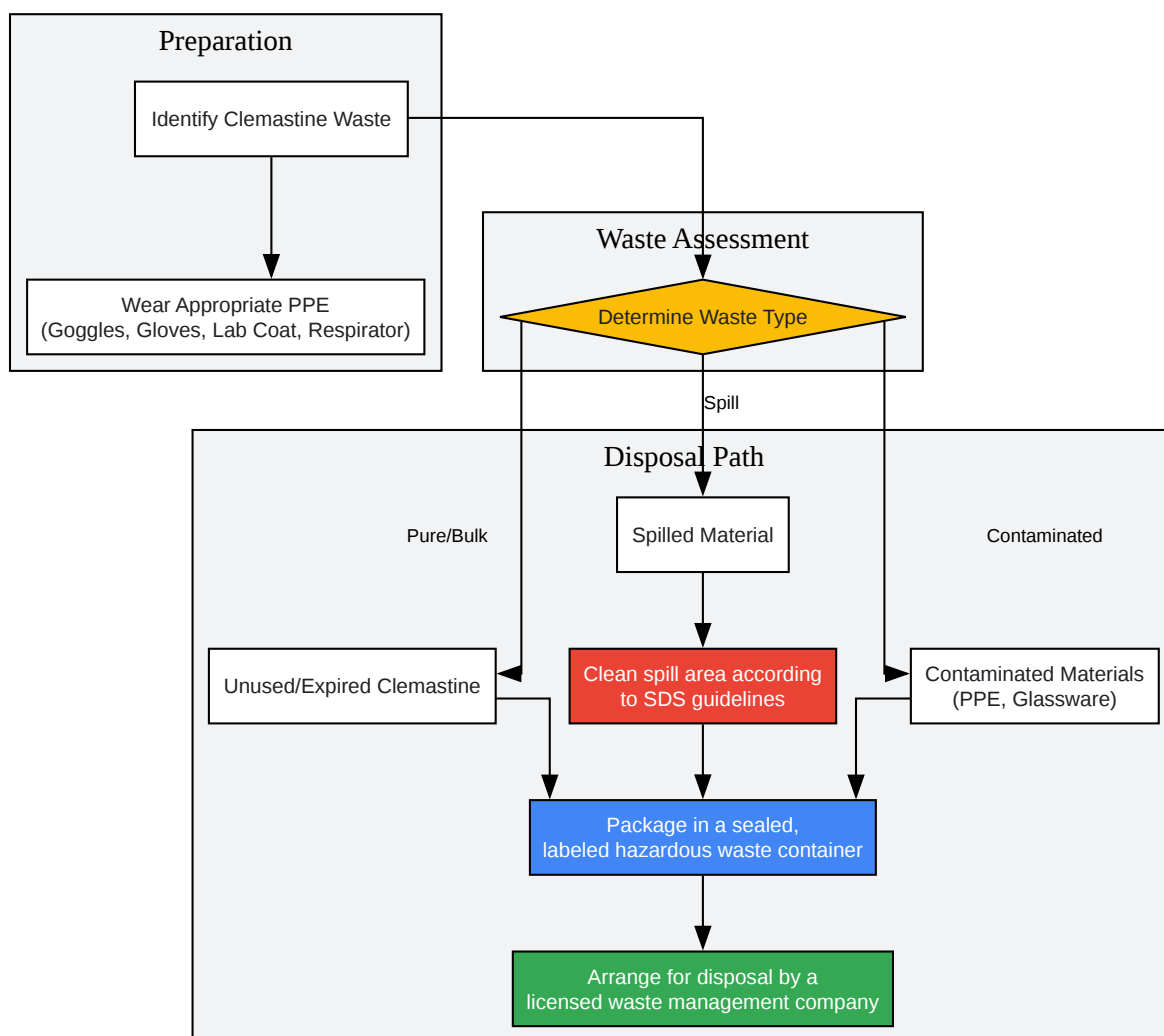 Preparation
Identify Clemastine Waste
Wear Appropriate PPE
(Goggles, Gloves, Lab Coat, Respirator)
Waste Assessment
Determine Waste Type
Spill
Disposal Path
Spilled Material
Pure/Bulk
Contaminated
Unused/Expired Clemastine
Clean spill area according
to SDS guidelines
Contaminated Materials
(PPE, Glassware)
Package in a sealed,
labeled hazardous waste container
Arrange for disposal by a
licensed waste management company